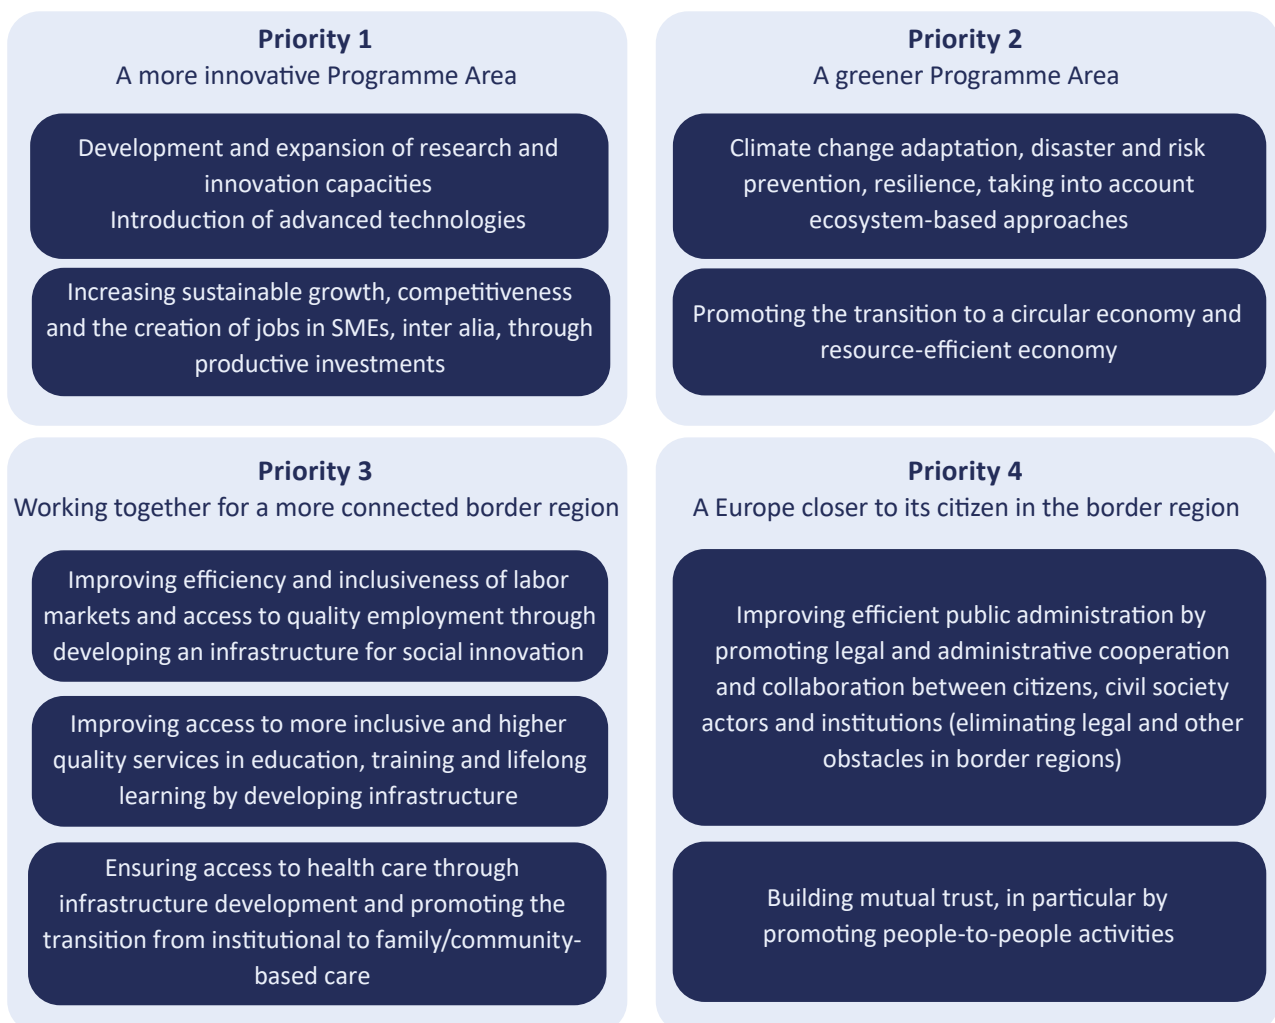 Priority 1
A more innovative Programme Area
Development and expansion of research and
innovation capacities
Introduction of advanced technologies
Increasing sustainable growth, competitiveness
and the creation of jobs in SMEs, inter alia, through
productive investments
Priority 2
A greener Programme Area
Climate change adaptation, disaster and risk
prevention, resilience, taking into account
ecosystem-based approaches
Promoting the transition to a circular economy and
resource-efficient economy
Priority 3
Working together for a more connected border region
Improving efficiency and inclusiveness of labor
markets and access to quality employment through
developing an infrastructure for social innovation
Improving access to more inclusive and higher
quality services in education, training and lifelong
learning by developing infrastructure
Ensuring access to health care through
infrastructure development and promoting the
transition from institutional to family/community-
based care
Priority 4
A Europe closer to its citizen in the border region
Improving efficient public administration by
promoting legal and administrative cooperation
and collaboration between citizens, civil society
actors and institutions (eliminating legal and other
obstacles in border regions)
Building mutual trust, in particular by
promoting people-to-people activities